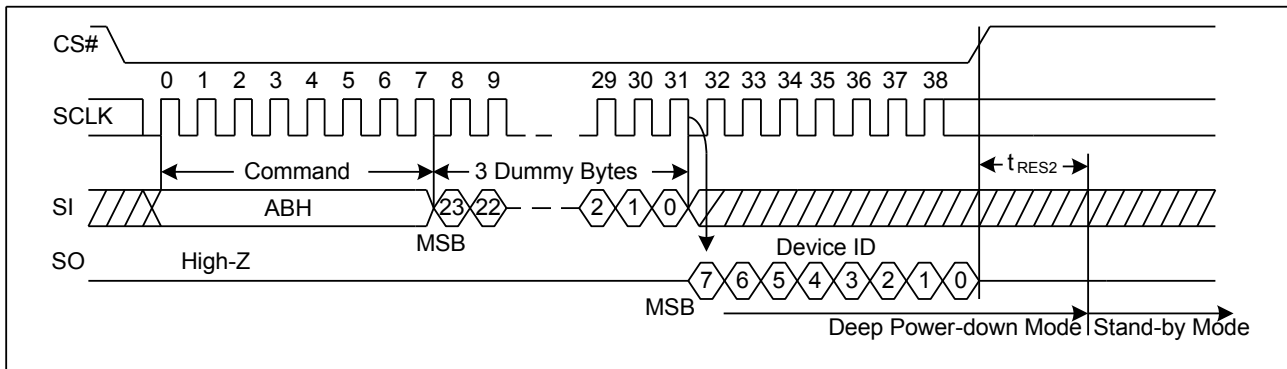 CS#
0 1 2 3 4 5 6 7 8 9 29 30 31 32 33 34 35 36 37 38
SCLK
Command 3 Dummy Bytes tRES2
SI ABH 23 22 2 1 0
MSB Device ID
SO High-Z
7 6 5 4 3 2 1 0
MSB
Deep Power-down Mode Stand-by Mode